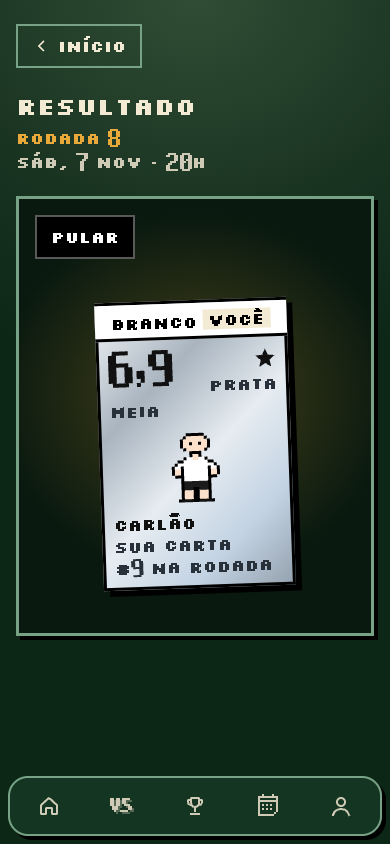 INÍCIO
RESULTADO
RODADA 8
SÁB, 7 NOV · 20H
PULAR
BRANCO VOCÊ
6,9
PRATA
MEIA
CARLÃO
SUA CARTA
#9 NA RODADA
VS